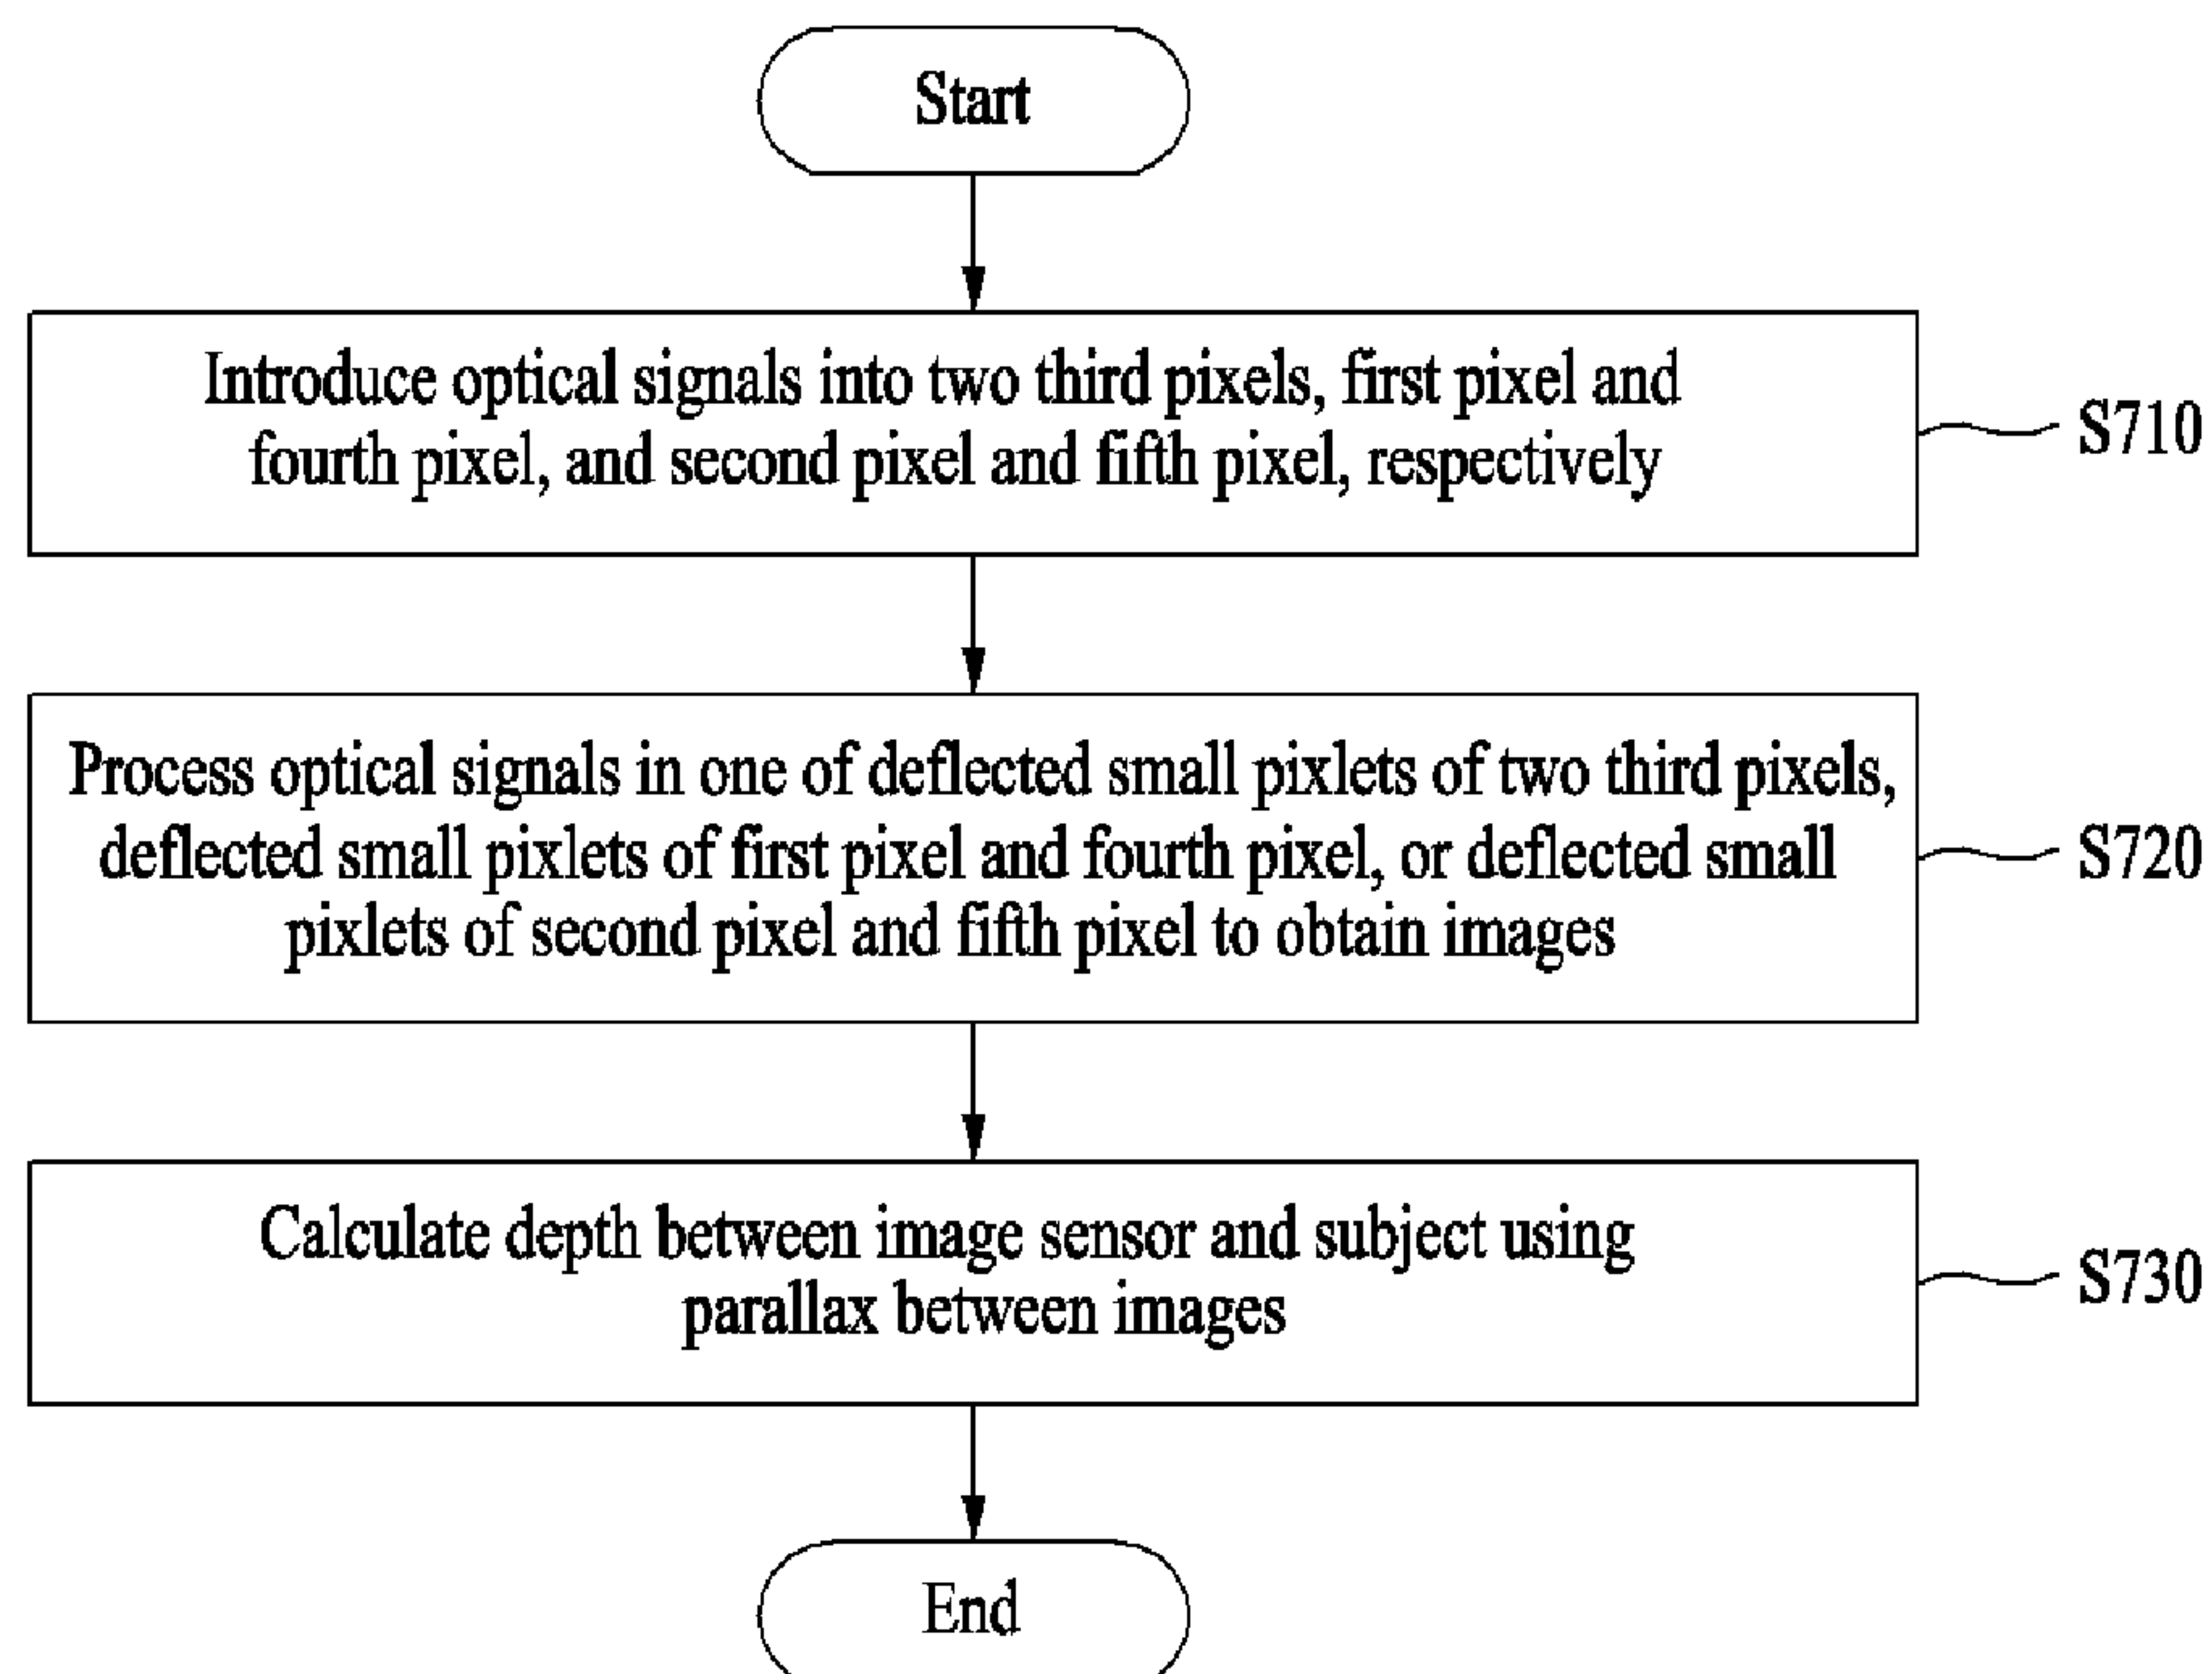 Start
Introduce optical signals into two third pixels, first pixel and
fourth pixel, and second pixel and fifth pixel, respectively
S710
Process optical signals in one of deflected small pixlets of two third pixels,
deflected small pixlets of first pixel and fourth pixel, or deflected small
pixlets of second pixel and fifth pixel to obtain images
S720
Calculate depth between image sensor and subject using
parallax between images
S730
End